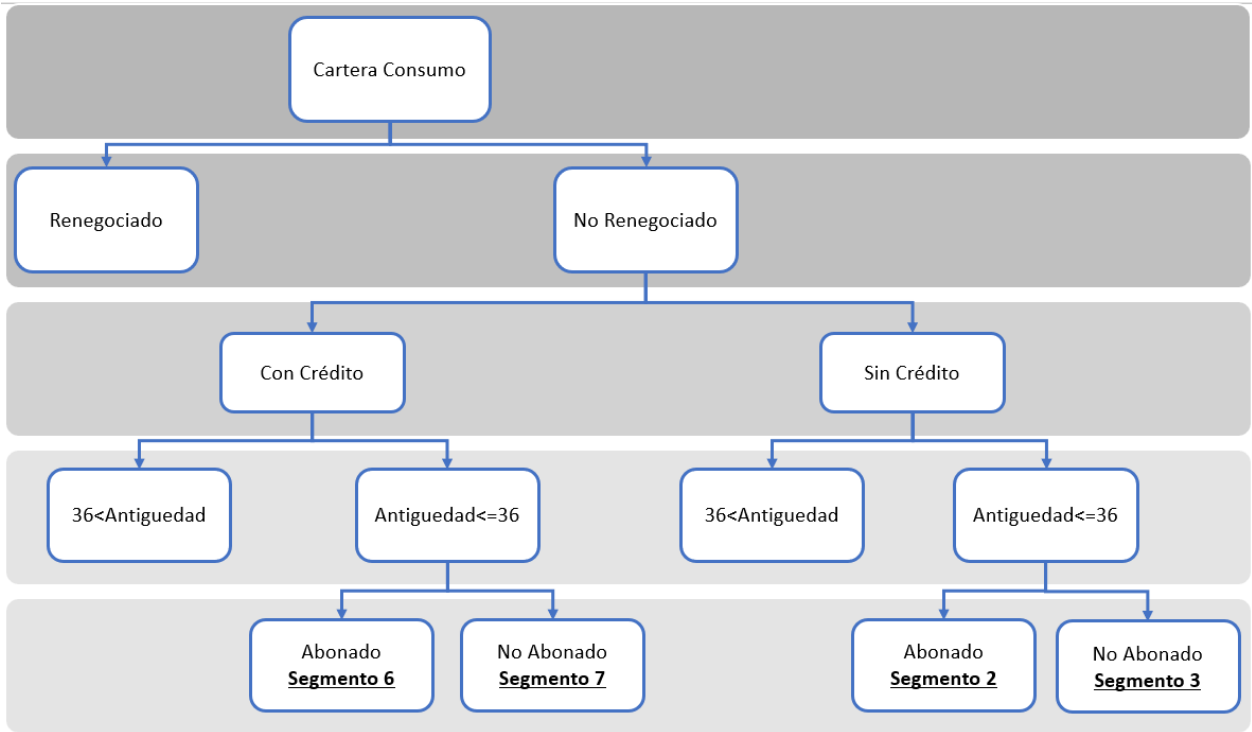 Cartera Consumo
Renegociado
No Renegociado
Con Crédito
Sin Crédito
36<Antiguedad
Antiguedad<=36
36<Antiguedad
Antiguedad<=36
Abonado
Segmento 6
No Abonado
Segmento 7
Abonado
Segmento 2
No Abonado
Segmento 3